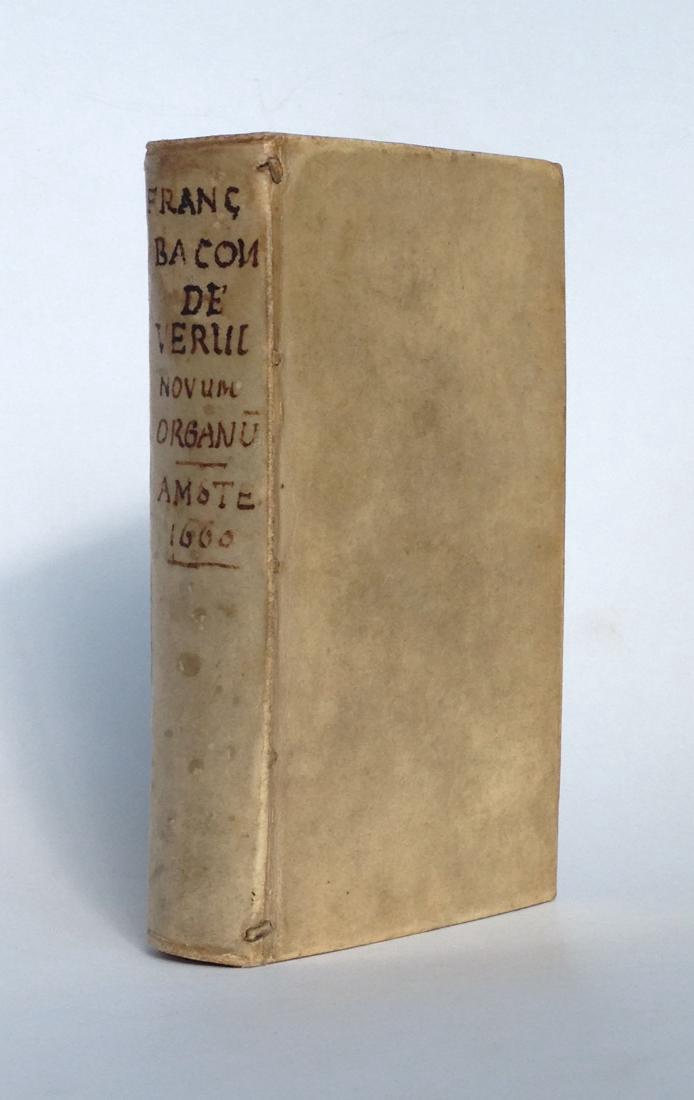 FRANÇ
BACON
DE
VERUL
NOVUM
ORGANŪ
AMSTE
1660